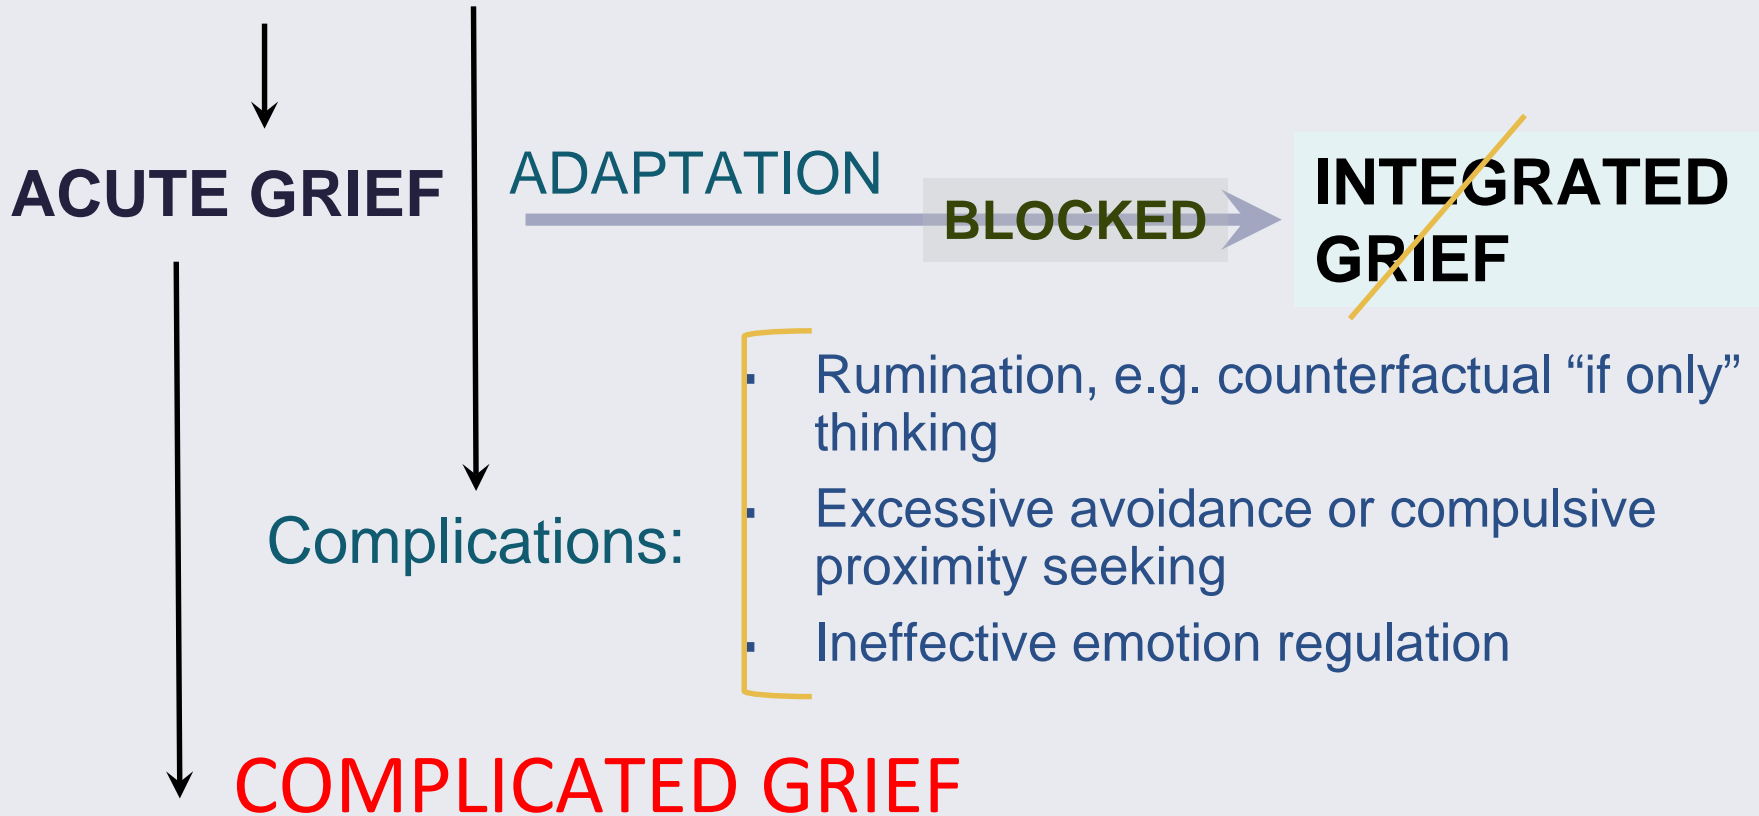 ACUTE GRIEF
ADAPTATION
BLOCKED
INTEGRATED
GRIEF
Complications:
▪ Rumination, e.g. counterfactual “if only”
thinking
▪ Excessive avoidance or compulsive
proximity seeking
▪ Ineffective emotion regulation
COMPLICATED GRIEF